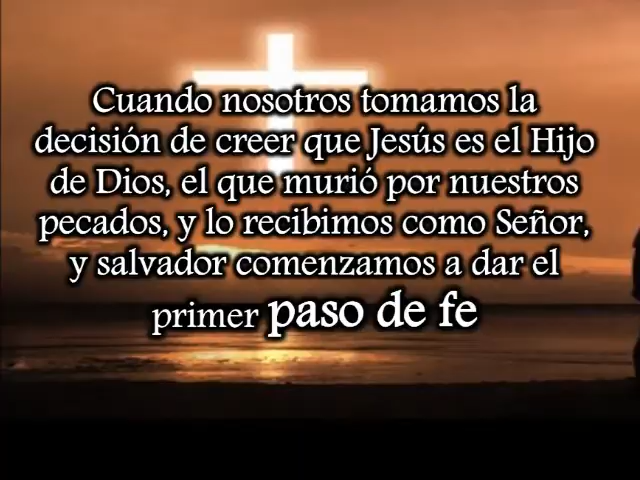 Cuando nosotros tomamos la
decisión de creer que Jesús es el Hijo
de Dios, el que murió por nuestros
pecados, y lo recibimos como Señor,
y salvador comenzamos a dar el
primer paso de fe